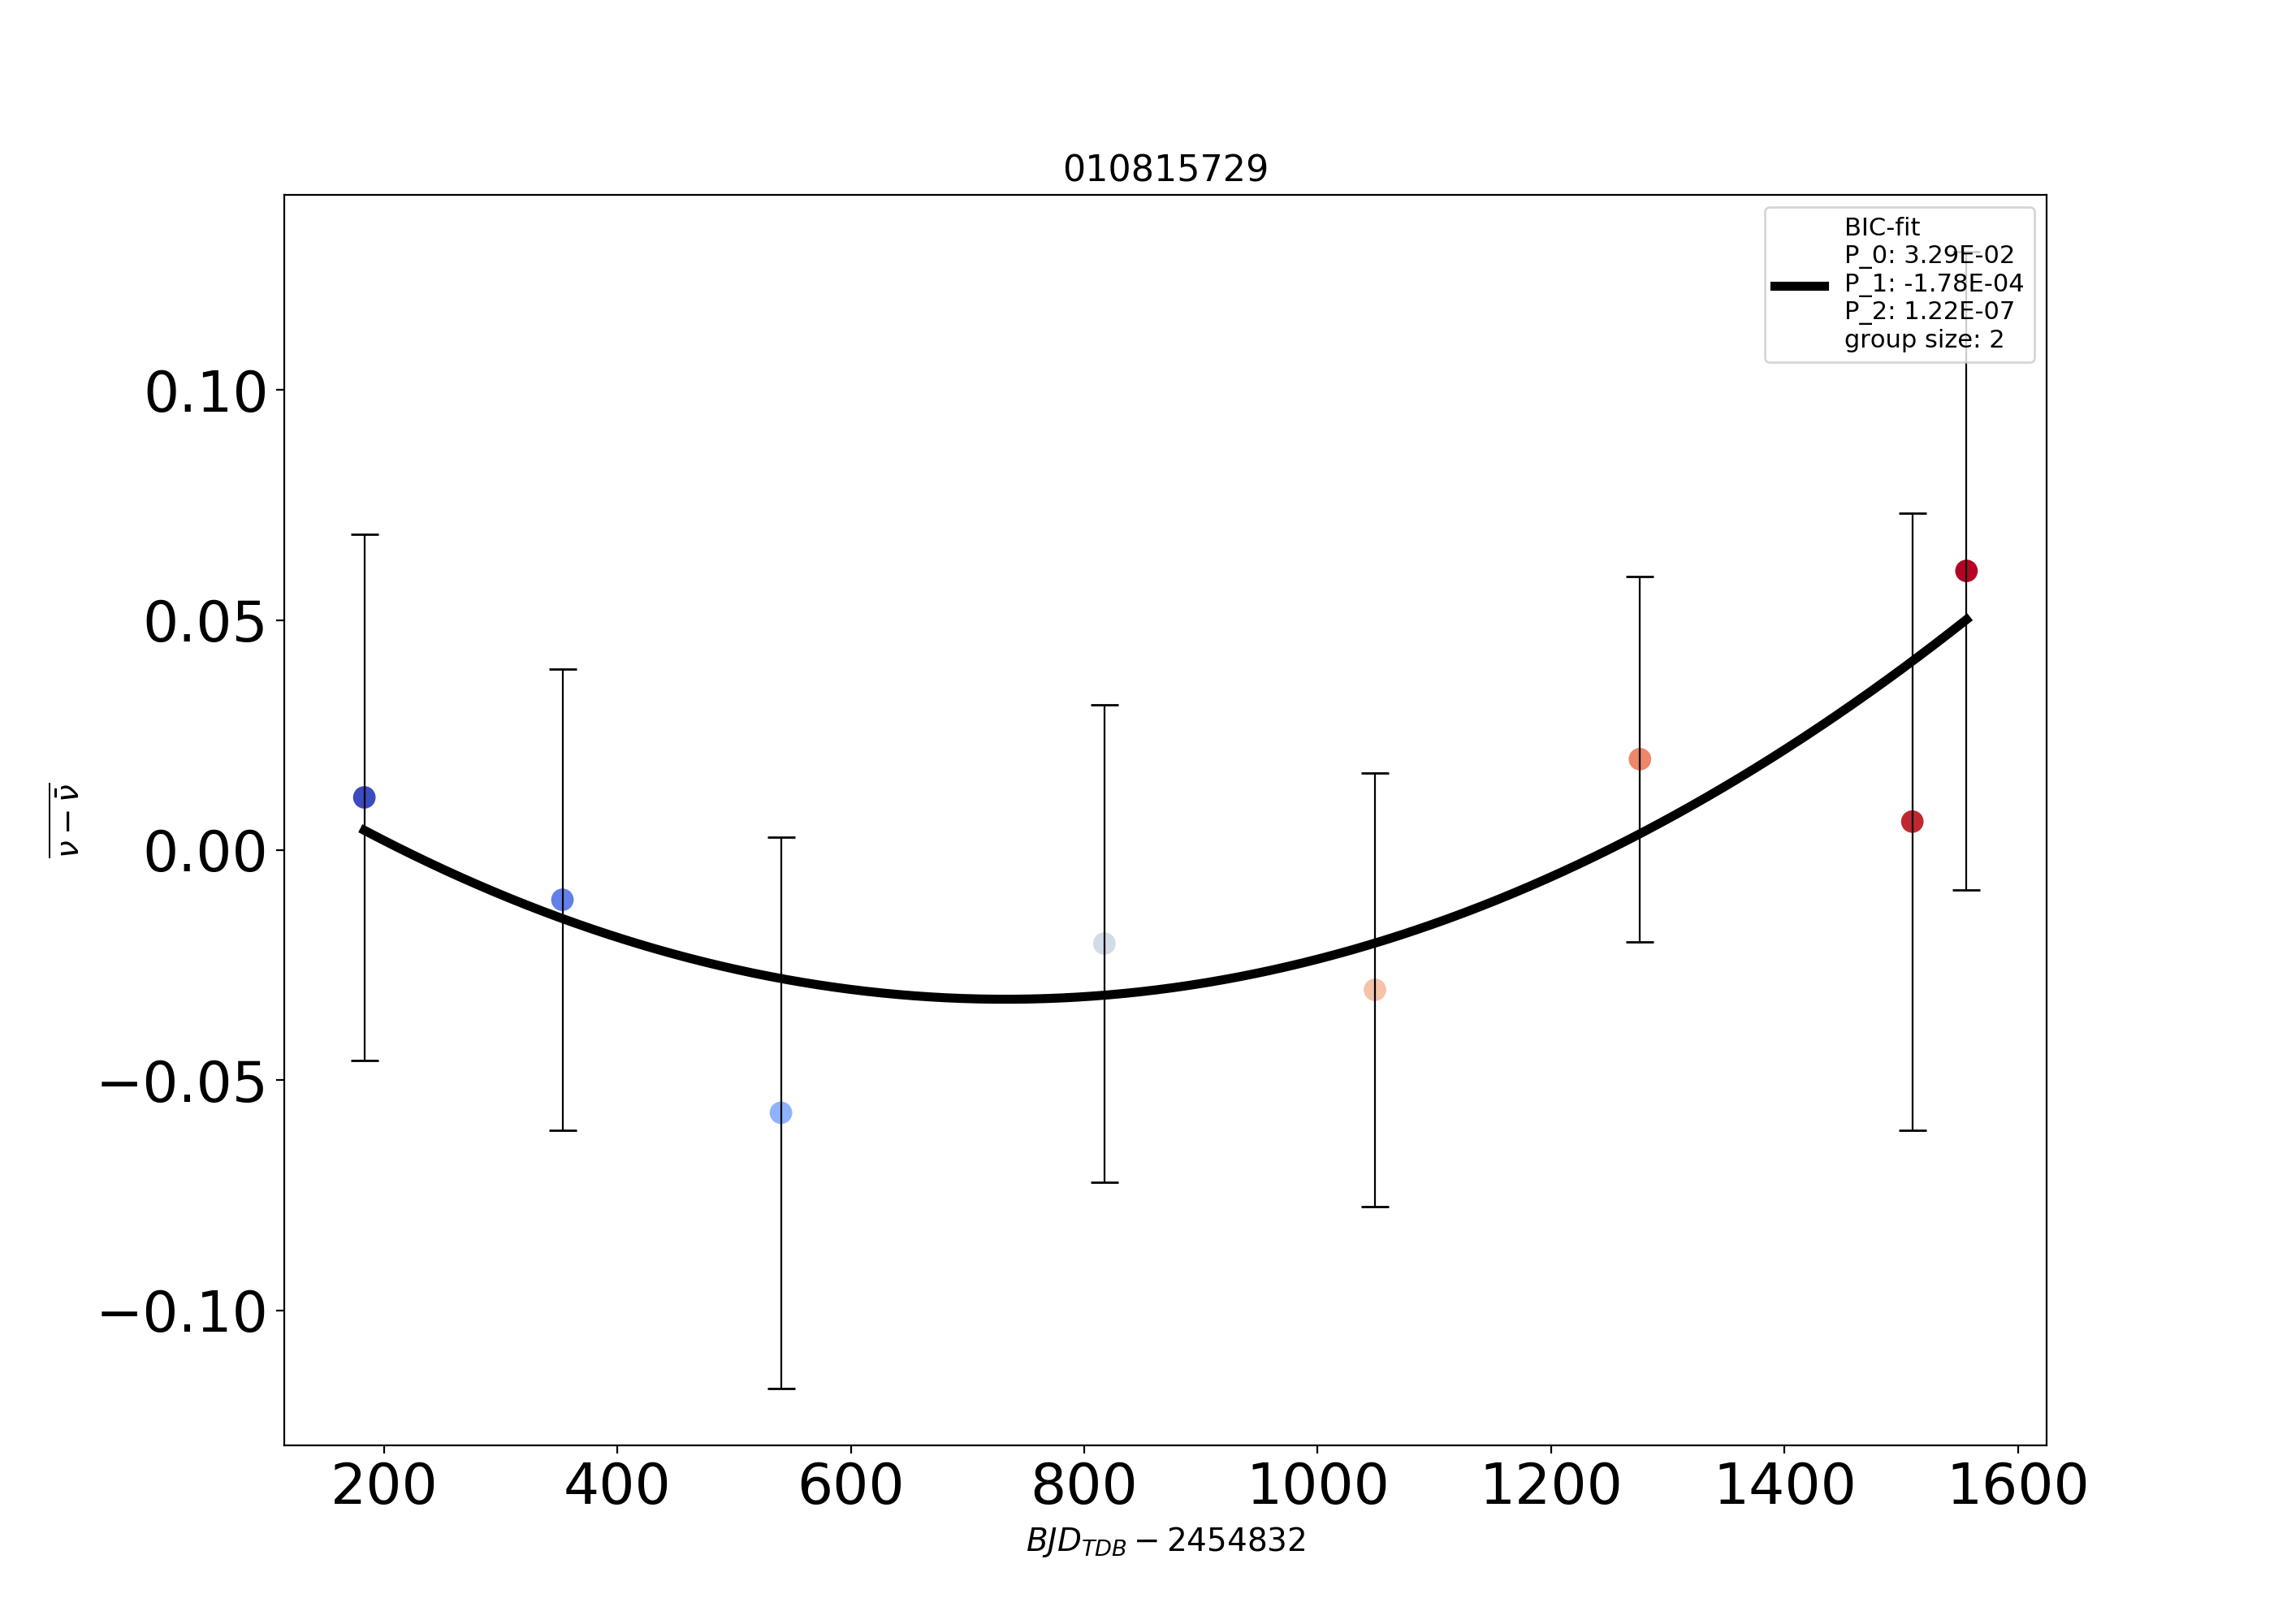 010815729
BIC-fit
P_0: 3.29E-02
P_1: -1.78E-04
P_2: 1.22E-07
group size: 2
0.10
0.05
0.00
−0.05
−0.10
ν − ν̄
200 400 600 800 1000 1200 1400 1600
BJD_TDB − 2454832